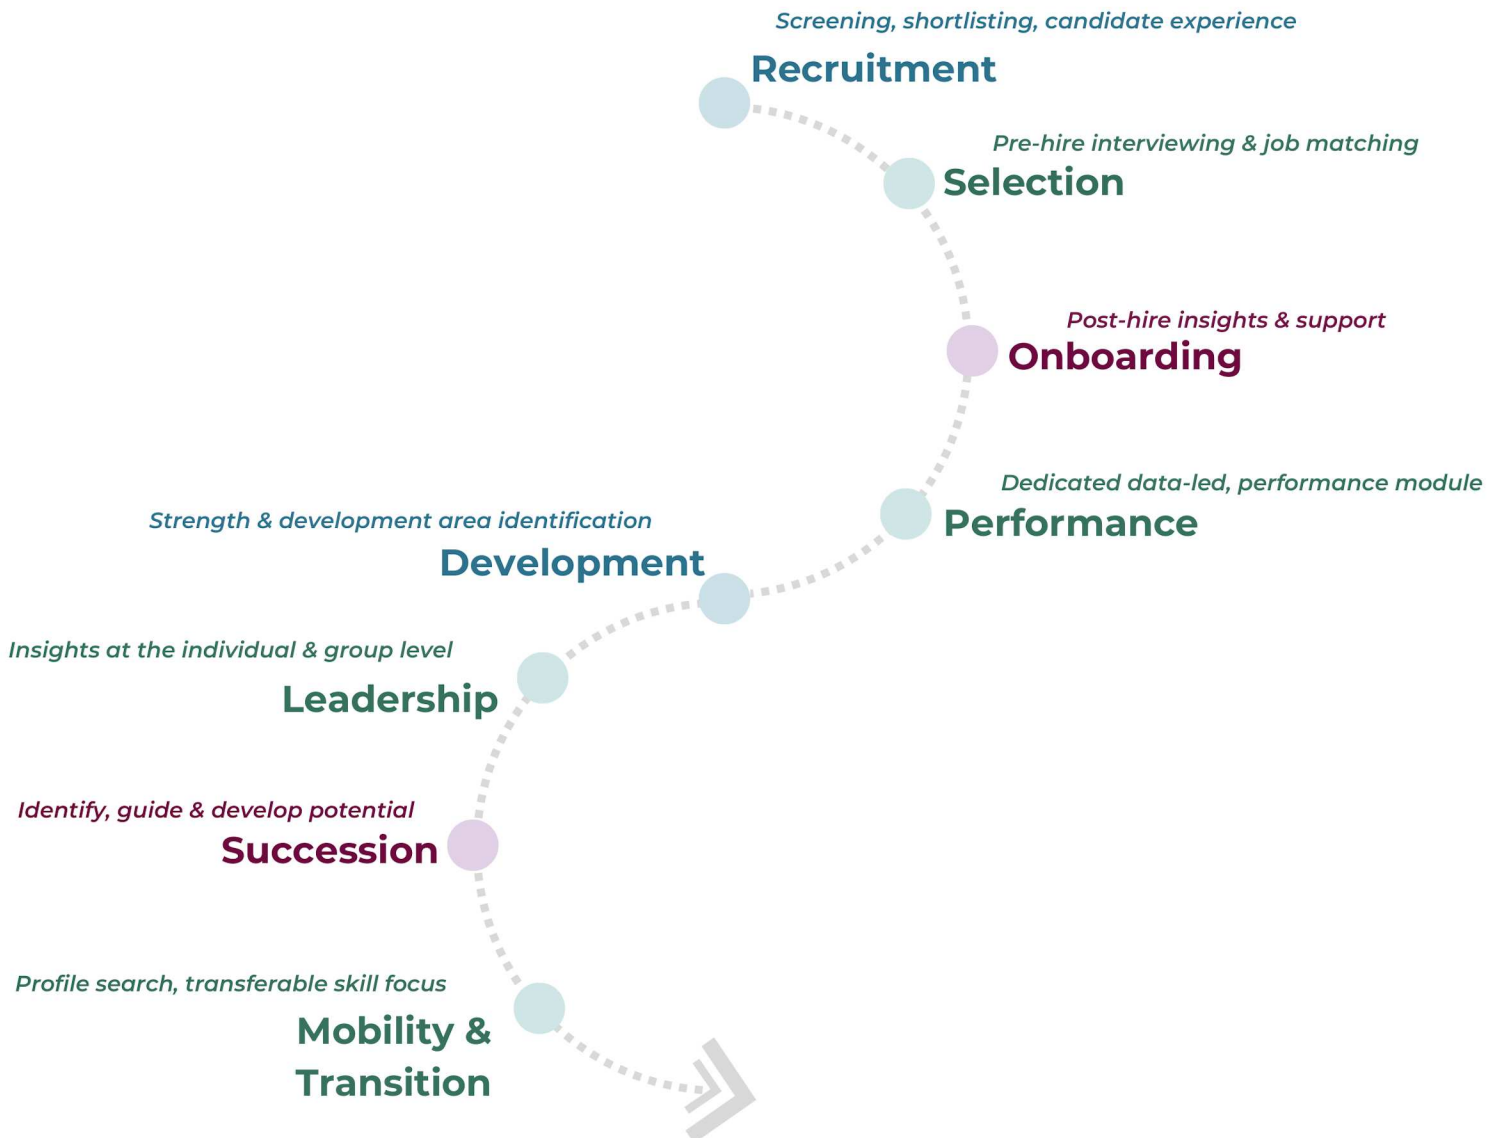 Screening, shortlisting, candidate experience
Recruitment
Pre-hire interviewing & job matching
Selection
Post-hire insights & support
Onboarding
Dedicated data-led, performance module
Performance
Strength & development area identification
Development
Insights at the individual & group level
Leadership
Identify, guide & develop potential
Succession
Profile search, transferable skill focus
Mobility &
Transition